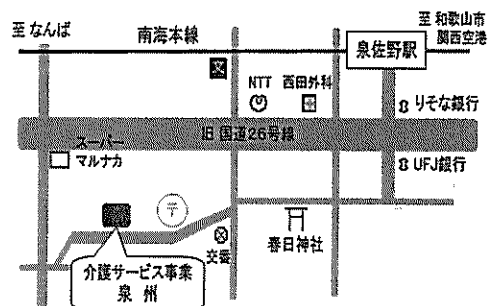 至 なんば
南海本線
至 和歌山市
関西空港
泉佐野駅
文
NTT
西田外科
りそな銀行
旧 国道26号線
スーパー
マルナカ
UFJ銀行
〒
交番
春日神社
介護サービス事業
泉 州